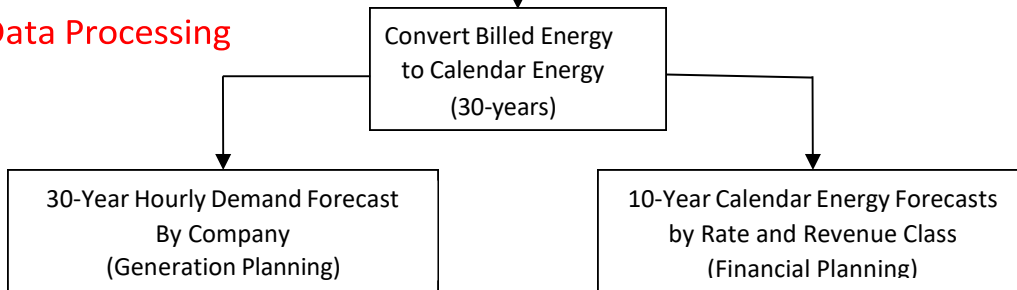 Data Processing
Convert Billed Energy
to Calendar Energy
(30-years)
30-Year Hourly Demand Forecast
By Company
(Generation Planning)
10-Year Calendar Energy Forecasts
by Rate and Revenue Class
(Financial Planning)